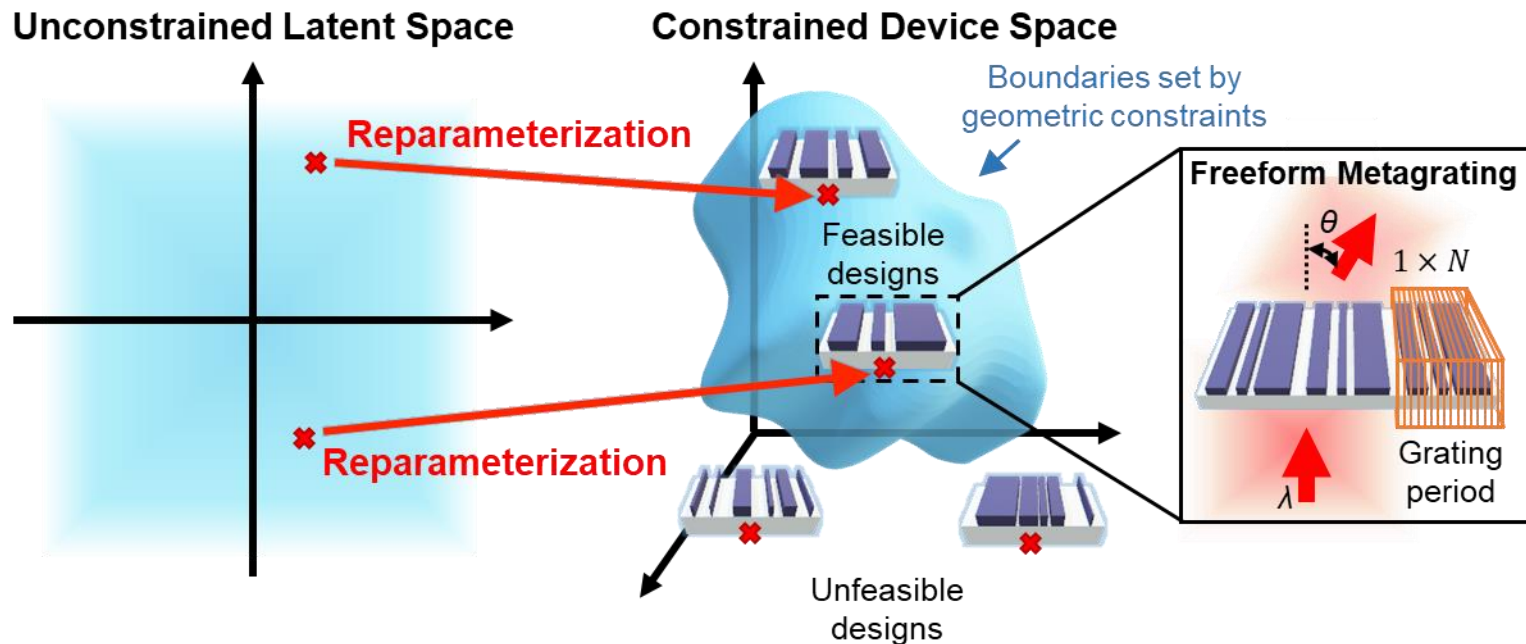 Unconstrained Latent Space
Constrained Device Space
Boundaries set by
geometric constraints
Reparameterization
Feasible
designs
Reparameterization
Unfeasible
designs
Freeform Metagrating
θ
1 × N
λ
Grating
period